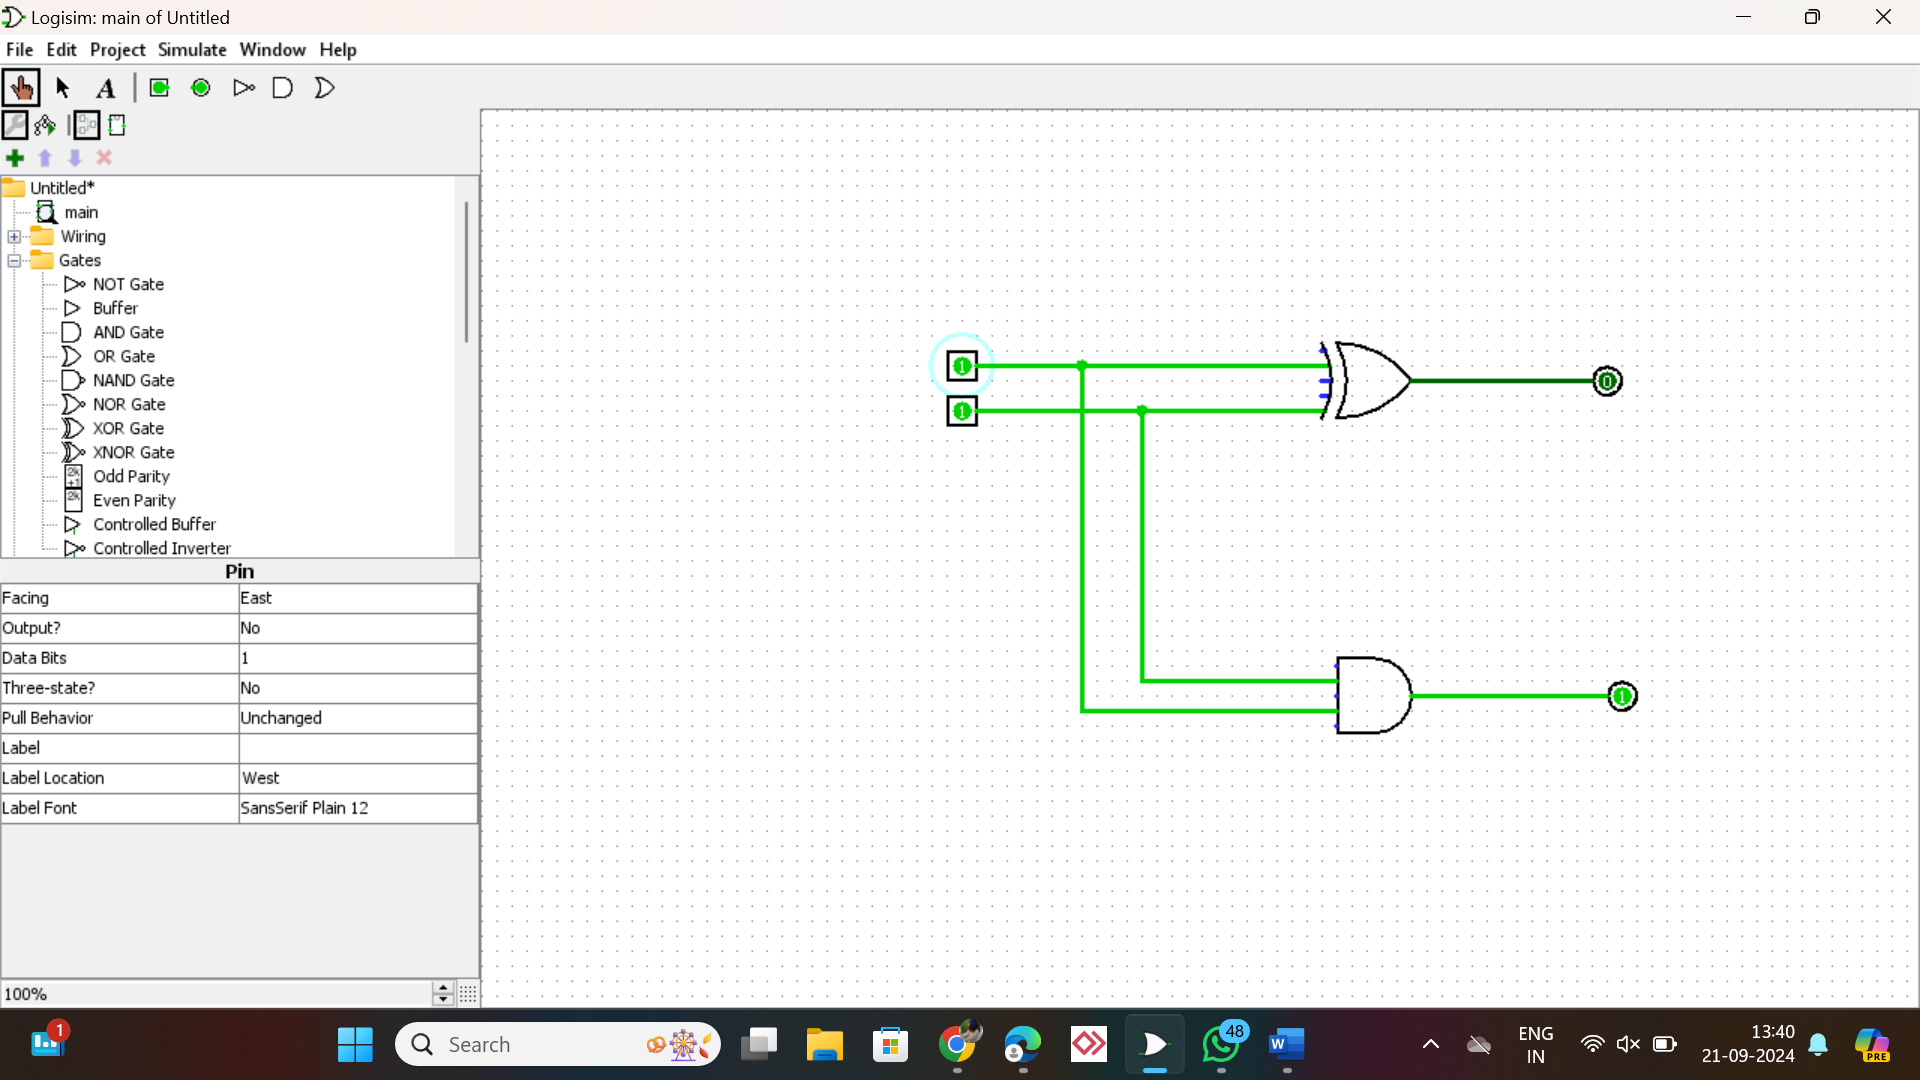 Logisim: main of Untitled
File Edit Project Simulate Window Help
A
Untitled*
main
Wiring
Gates
NOT Gate
Buffer
AND Gate
OR Gate
NAND Gate
NOR Gate
XOR Gate
XNOR Gate
2k+1 Odd Parity
2k Even Parity
Controlled Buffer
Controlled Inverter
Pin
Facing East
Output? No
Data Bits 1
Three-state? No
Pull Behavior Unchanged
Label
Label Location West
Label Font SansSerif Plain 12
100%
1
1
0
1
1
Search
48
W
ENG
IN
13:40
21-09-2024
PRE